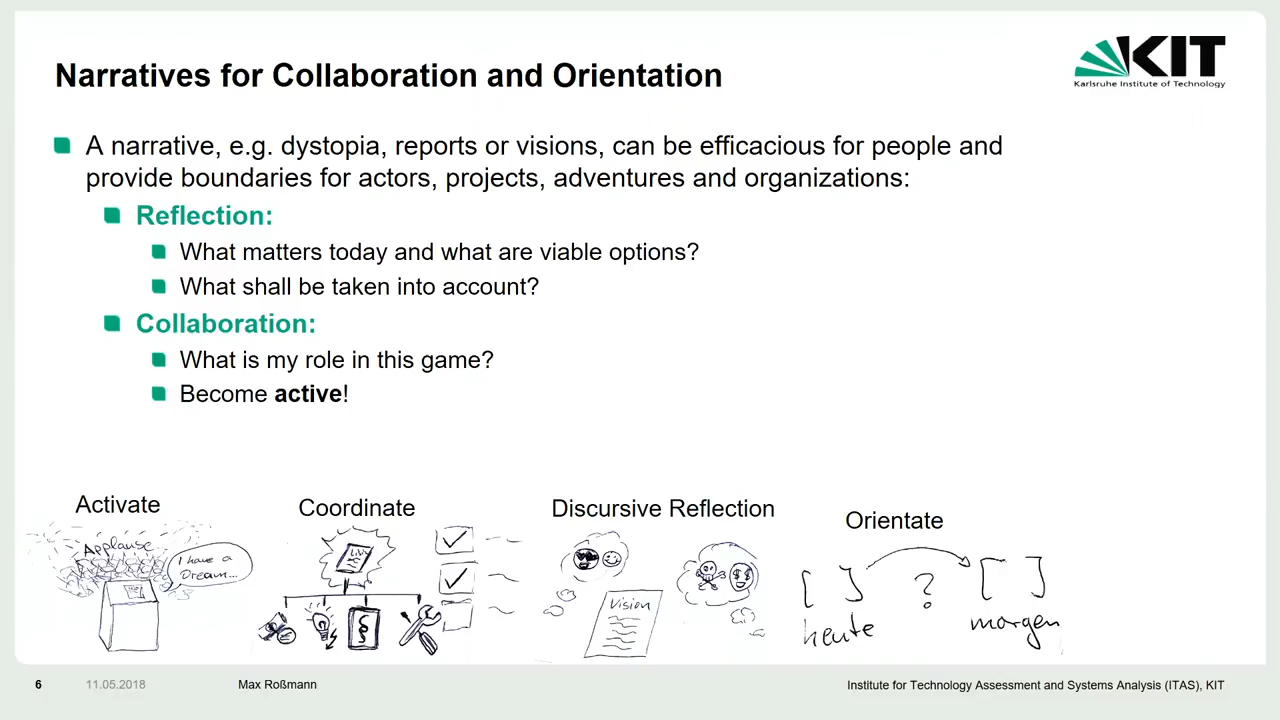 Narratives for Collaboration and Orientation
KIT
Karlsruhe Institute of Technology
A narrative, e.g. dystopia, reports or visions, can be efficacious for people and
provide boundaries for actors, projects, adventures and organizations:
Reflection:
What matters today and what are viable options?
What shall be taken into account?
Collaboration:
What is my role in this game?
Become active!
Activate
Applause
I have a
Dream...
Coordinate
§
Discursive Reflection
Vision
$ $
Orientate
[ ] ? [ ]
heute
morgen
6
11.05.2018
Max Roßmann
Institute for Technology Assessment and Systems Analysis (ITAS), KIT